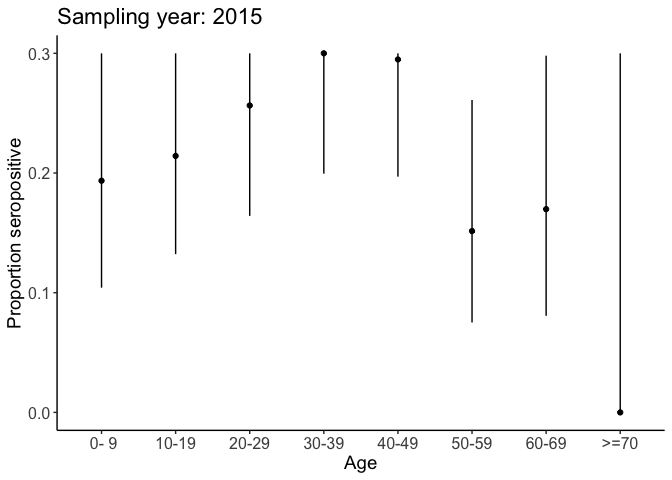 Sampling year: 2015
Proportion seropositive
0.3
0.2
0.1
0.0
0- 9 10-19 20-29 30-39 40-49 50-59 60-69 >=70
Age